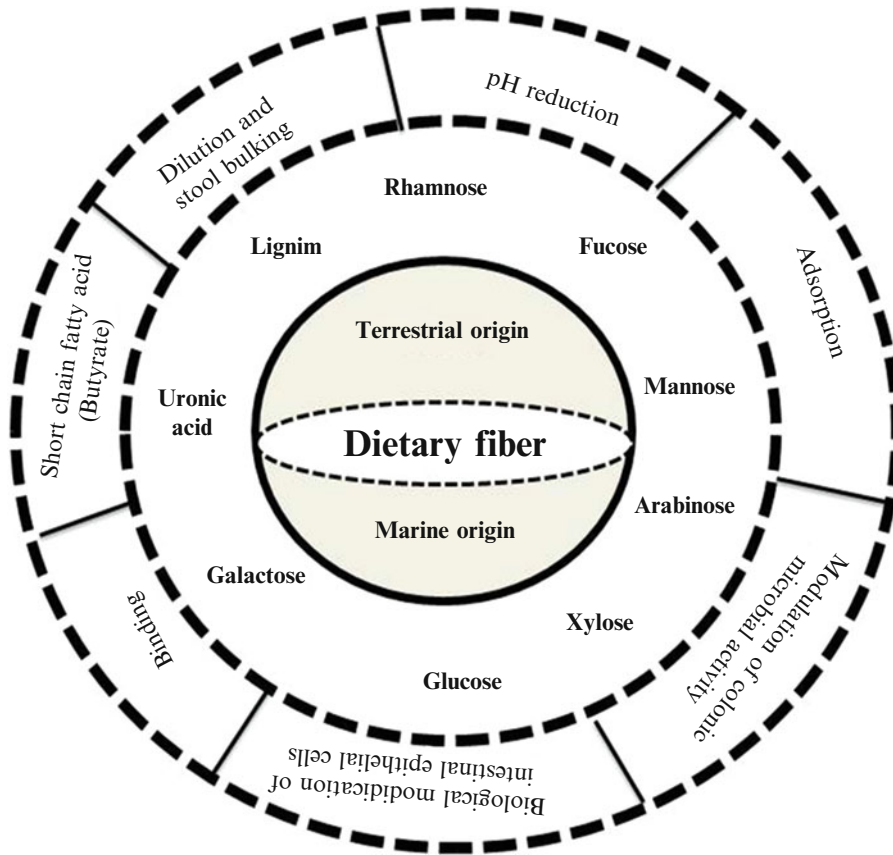 pH reduction
Adsorption
Modulation of colonic
microbial activity
Biological modidication of
intestinal epithelial cells
Binding
Short chain fatty acid
(Butyrate)
Dilution and
stool bulking
Rhamnose
Fucose
Mannose
Arabinose
Xylose
Glucose
Galactose
Uronic
acid
Lignim
Terrestrial origin
Dietary fiber
Marine origin